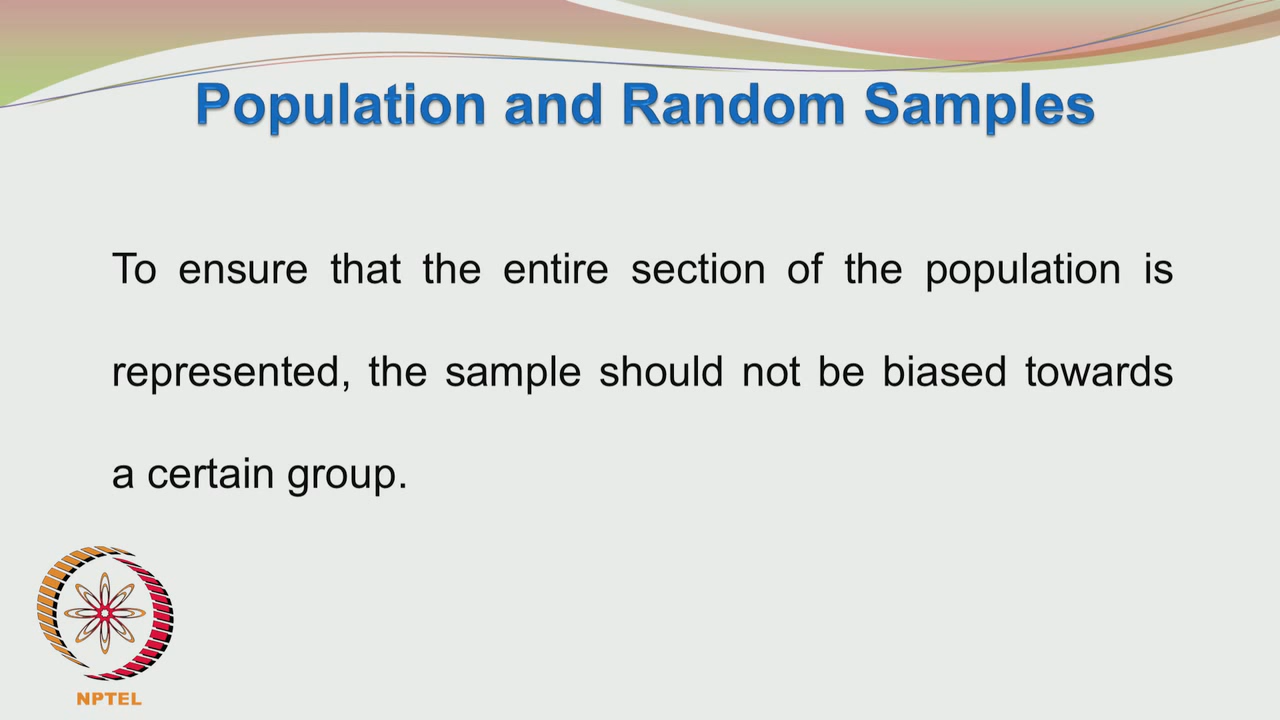 Population and Random Samples
To ensure that the entire section of the population is
represented, the sample should not be biased towards
a certain group.
NPTEL